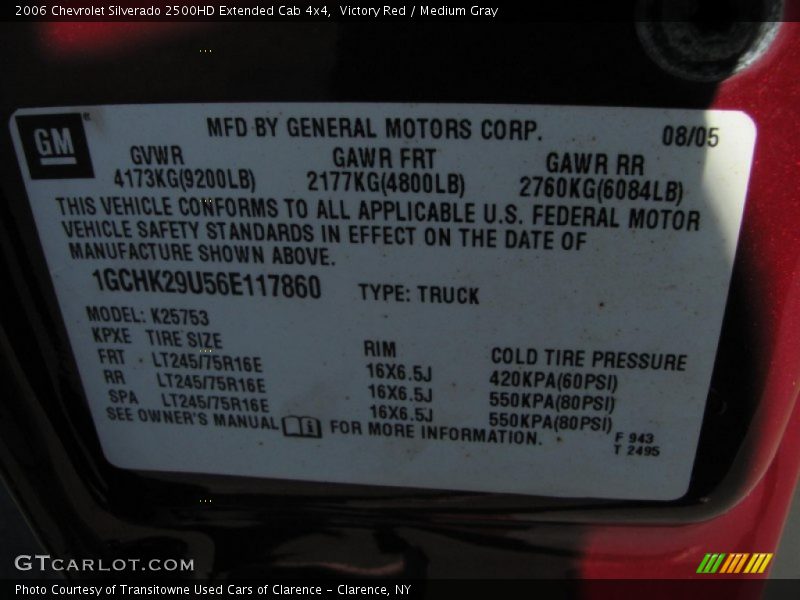 2006 Chevrolet Silverado 2500HD Extended Cab 4x4, Victory Red / Medium Gray
GM
MFD BY GENERAL MOTORS CORP. 08/05
GVWR GAWR FRT GAWR RR
4173KG(9200LB) 2177KG(4800LB) 2760KG(6084LB)
THIS VEHICLE CONFORMS TO ALL APPLICABLE U.S. FEDERAL MOTOR
VEHICLE SAFETY STANDARDS IN EFFECT ON THE DATE OF
MANUFACTURE SHOWN ABOVE.
1GCHK29U56E117860 TYPE: TRUCK
MODEL: K25753
KPXE TIRE SIZE RIM COLD TIRE PRESSURE
FRT LT245/75R16E 16X6.5J 420KPA(60PSI)
RR LT245/75R16E 16X6.5J 550KPA(80PSI)
SPA LT245/75R16E 16X6.5J 550KPA(80PSI)
SEE OWNER'S MANUAL FOR MORE INFORMATION.
F 943
T 2495
GTCARLOT.COM
Photo Courtesy of Transitowne Used Cars of Clarence - Clarence, NY